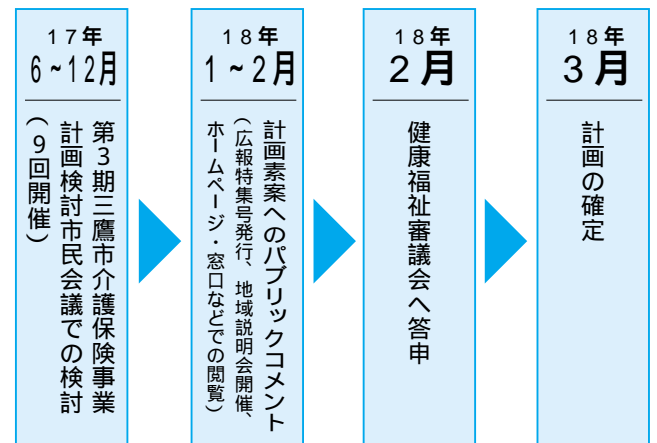 17年
6~12月
第3期三鷹市介護保険事業
計画検討市民会議での検討
(9回開催)
18年
1~2月
計画素案へのパブリックコメント
(広報特集号発行、地域説明会開催、
ホームページ・窓口などでの閲覧)
18年
2月
健康福祉審議会へ答申
18年
3月
計画の確定